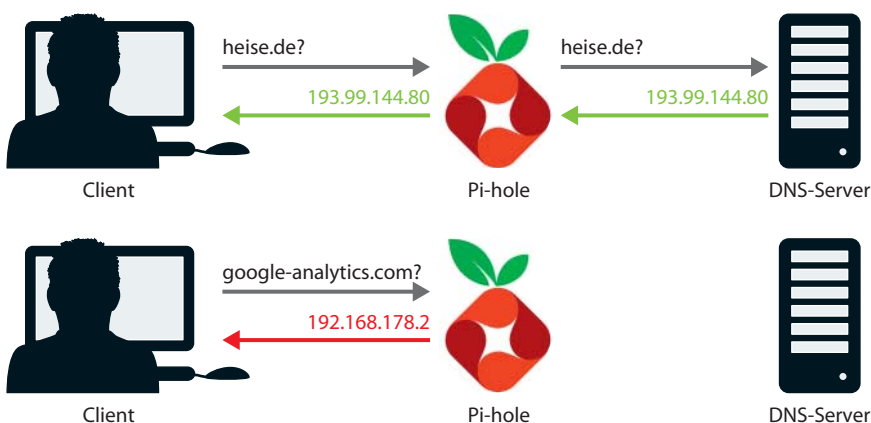 heise.de?
heise.de?
193.99.144.80
193.99.144.80
Client
Pi-hole
DNS-Server
google-analytics.com?
192.168.178.2
Client
Pi-hole
DNS-Server